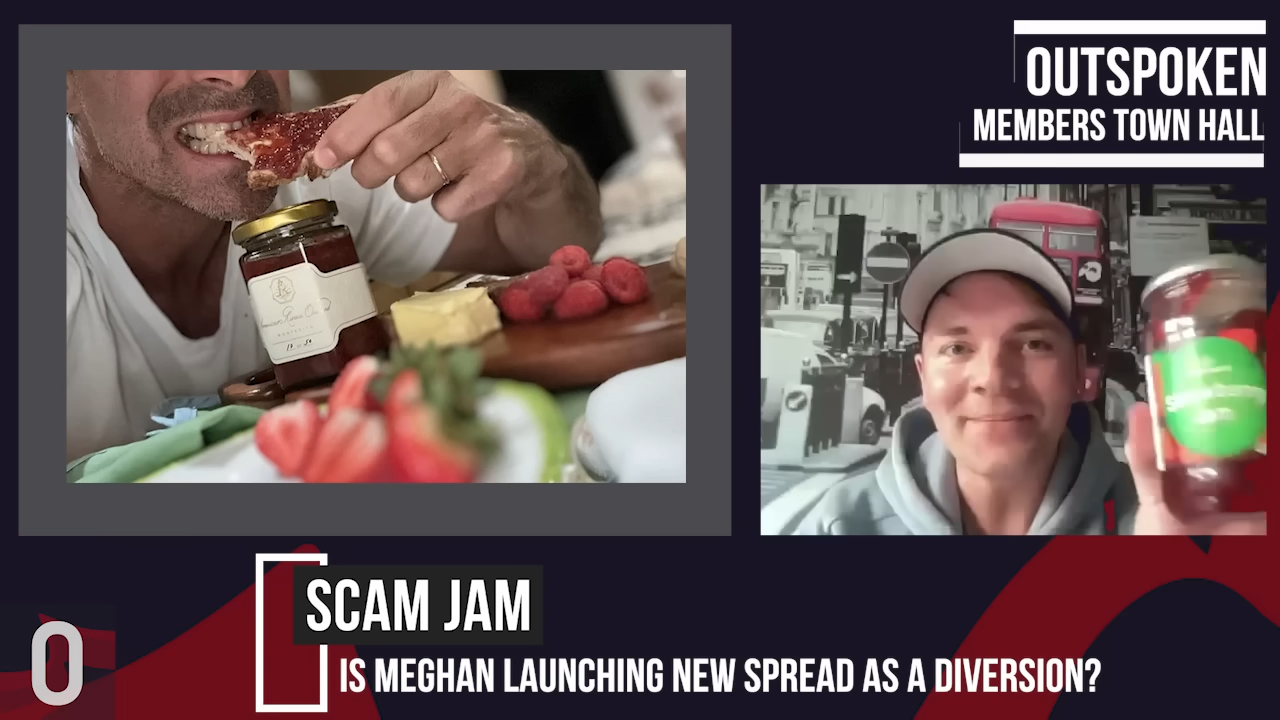 OUTSPOKEN
MEMBERS TOWN HALL
SCAM JAM
IS MEGHAN LAUNCHING NEW SPREAD AS A DIVERSION?
O